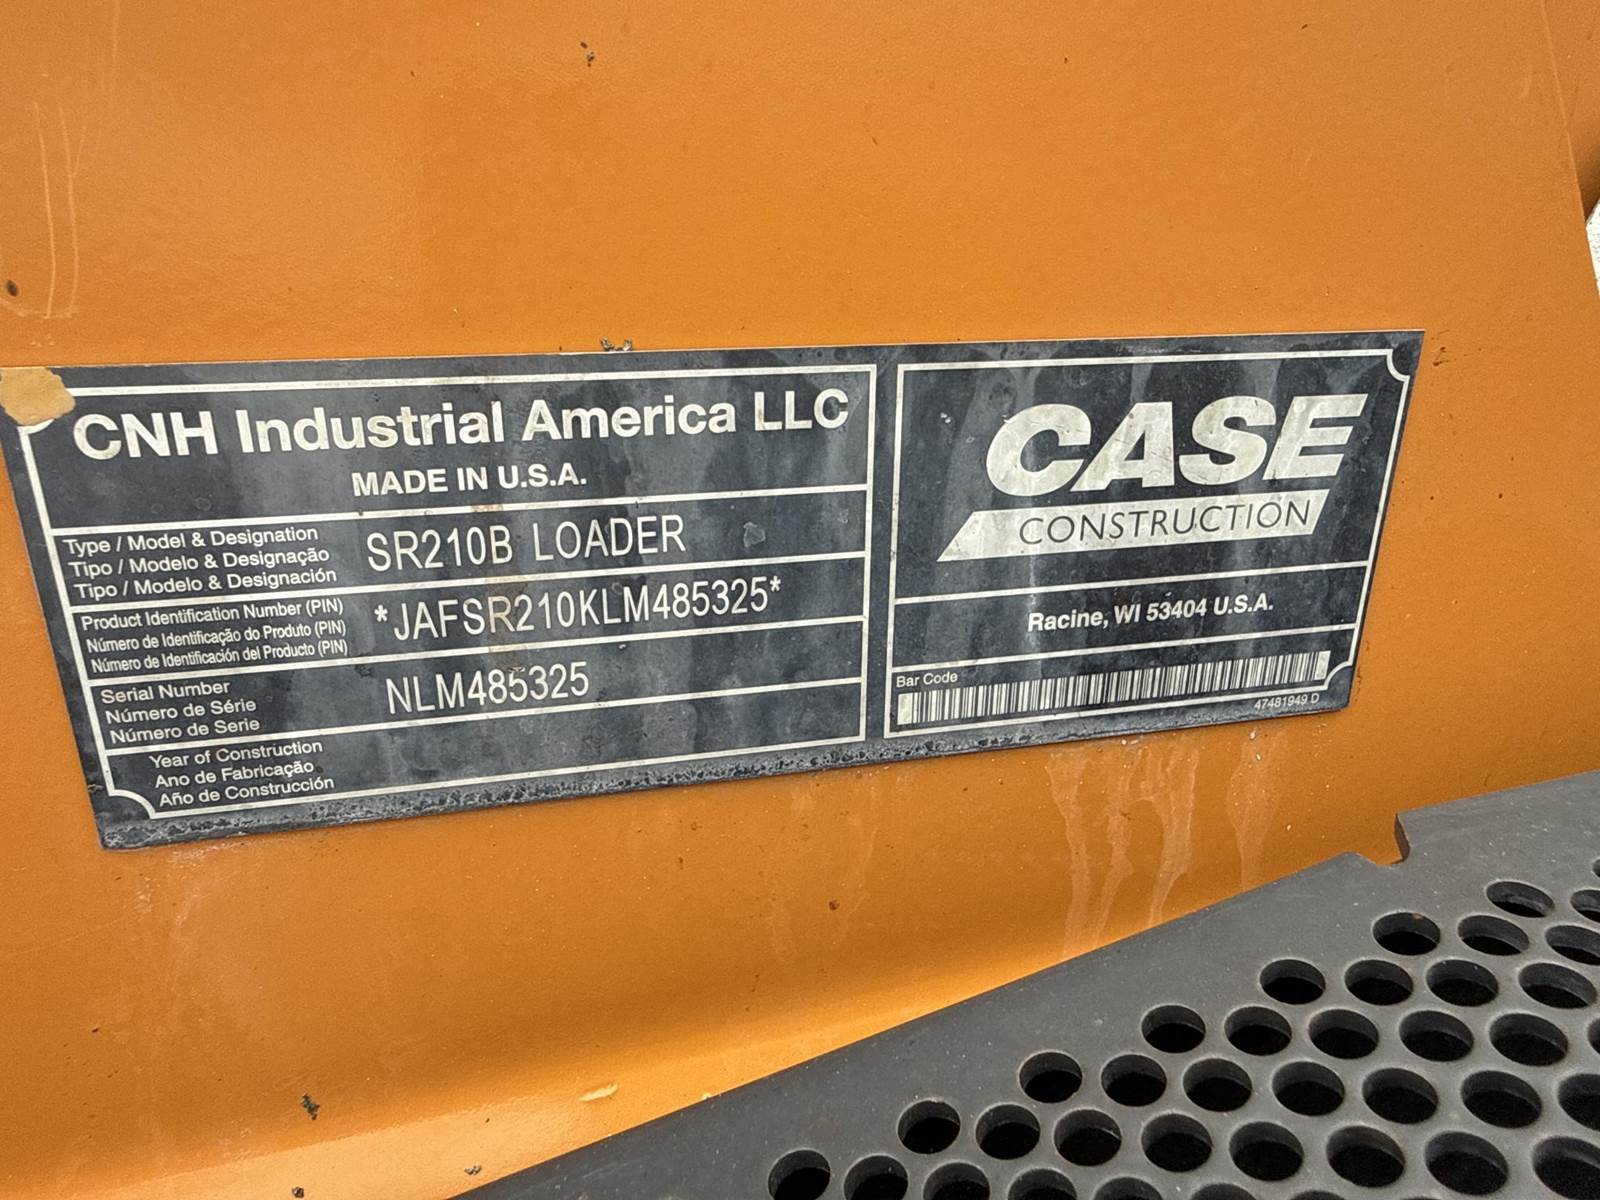 CNH Industrial America LLC
MADE IN U.S.A.
Type / Model & Designation
Tipo / Modelo & Designação
Tipo / Modelo & Designación
SR210B LOADER
Product Identification Number (PIN)
Número de Identificação do Produto (PIN)
Número de Identificación del Producto (PIN)
*JAFSR210KLM485325*
Serial Number
Número de Série
Número de Serie
NLM485325
Year of Construction
Ano de Fabricação
Año de Construcción
CASE
CONSTRUCTION
Racine, WI 53404 U.S.A.
Bar Code
47481949 D